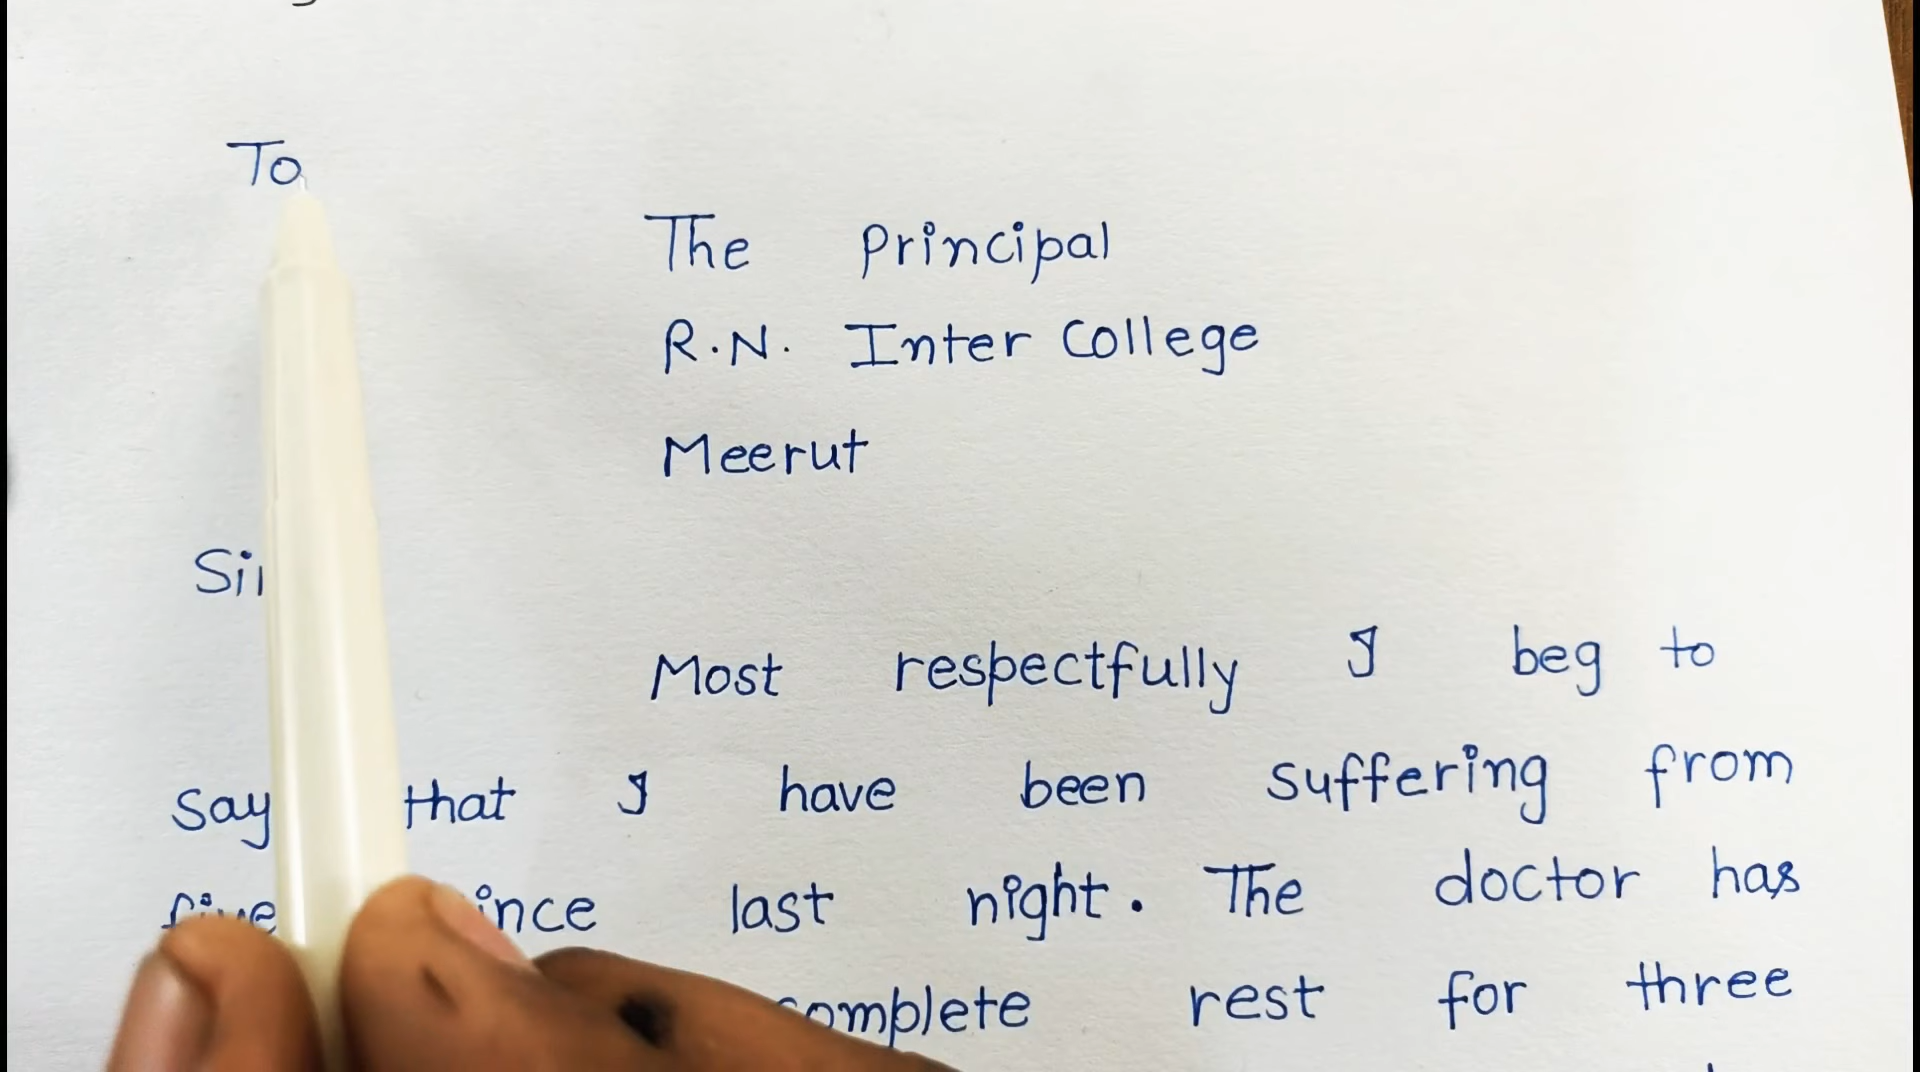 To
The Principal
R.N. Inter College
Meerut
Most respectfully I beg to
say that I have been suffering from
last night. The doctor has
complete rest for three